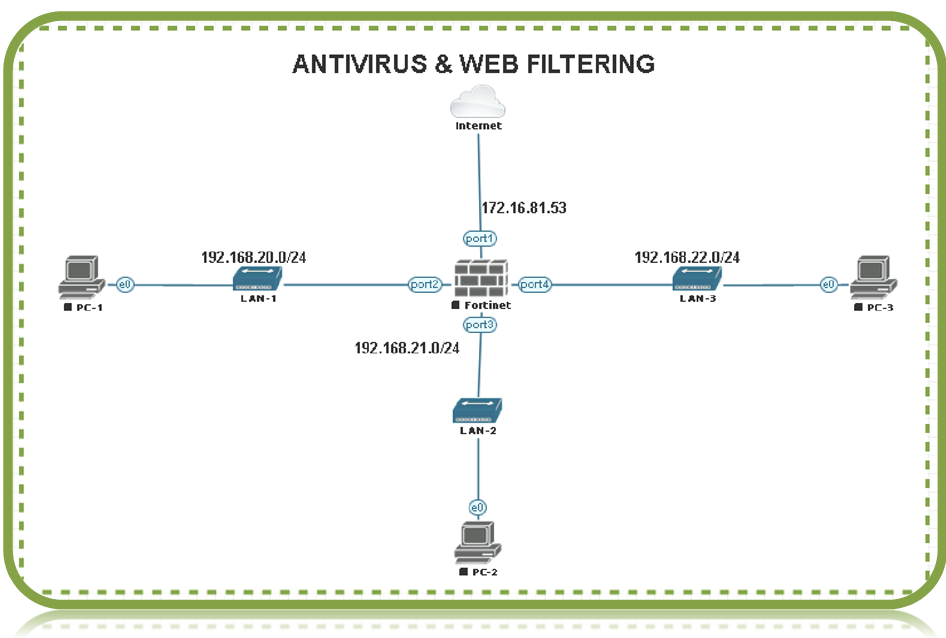 ANTIVIRUS & WEB FILTERING
Internet
172.16.81.53
port1
192.168.20.0/24
192.168.22.0/24
e0
port2
port4
e0
PC-1
LAN-1
Fortinet
LAN-3
PC-3
port3
192.168.21.0/24
LAN-2
e0
PC-2